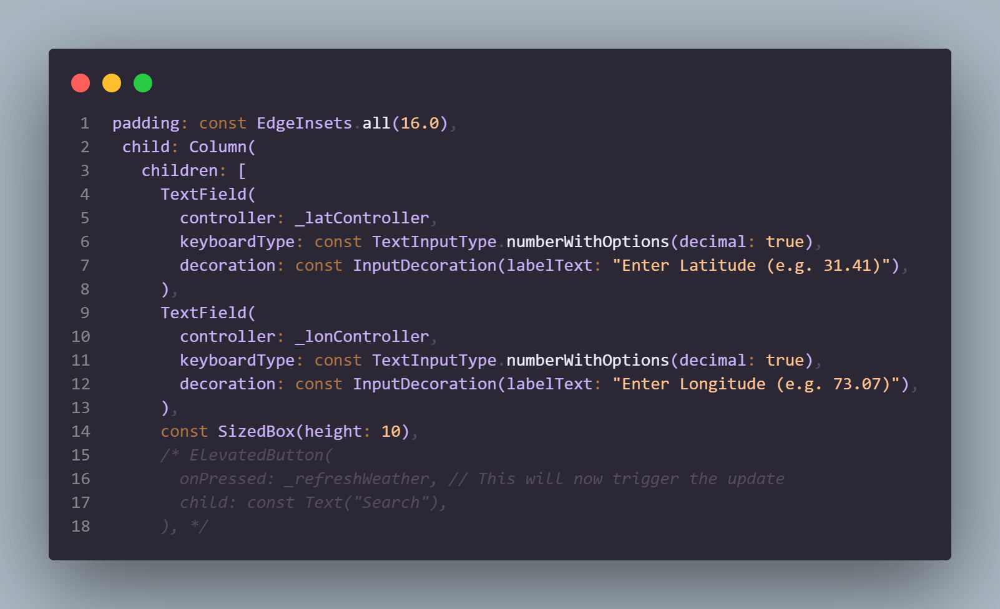 1 padding: const EdgeInsets.all(16.0),
2  child: Column(
3    children: [
4      TextField(
5        controller: _latController,
6        keyboardType: const TextInputType.numberWithOptions(decimal: true),
7        decoration: const InputDecoration(labelText: "Enter Latitude (e.g. 31.41)"),
8      ),
9      TextField(
10        controller: _lonController,
11        keyboardType: const TextInputType.numberWithOptions(decimal: true),
12        decoration: const InputDecoration(labelText: "Enter Longitude (e.g. 73.07)"),
13      ),
14      const SizedBox(height: 10),
15      /* ElevatedButton(
16        onPressed: _refreshWeather, // This will now trigger the update
17        child: const Text("Search"),
18      ), */